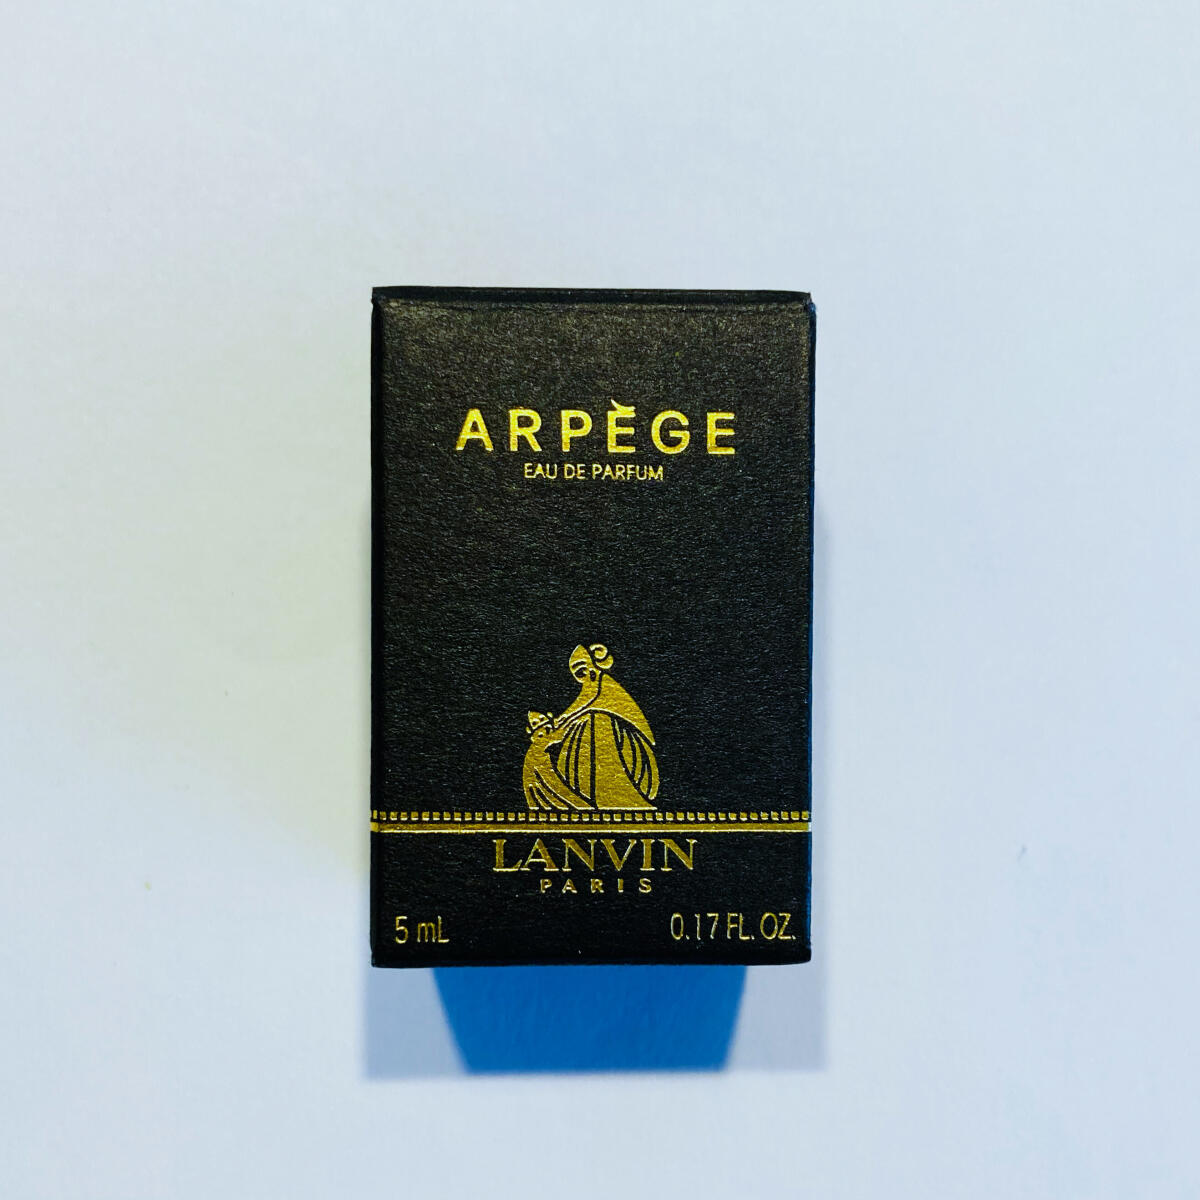 ARPÈGE
EAU DE PARFUM
LANVIN
PARIS
5 mL
0.17 FL. OZ.